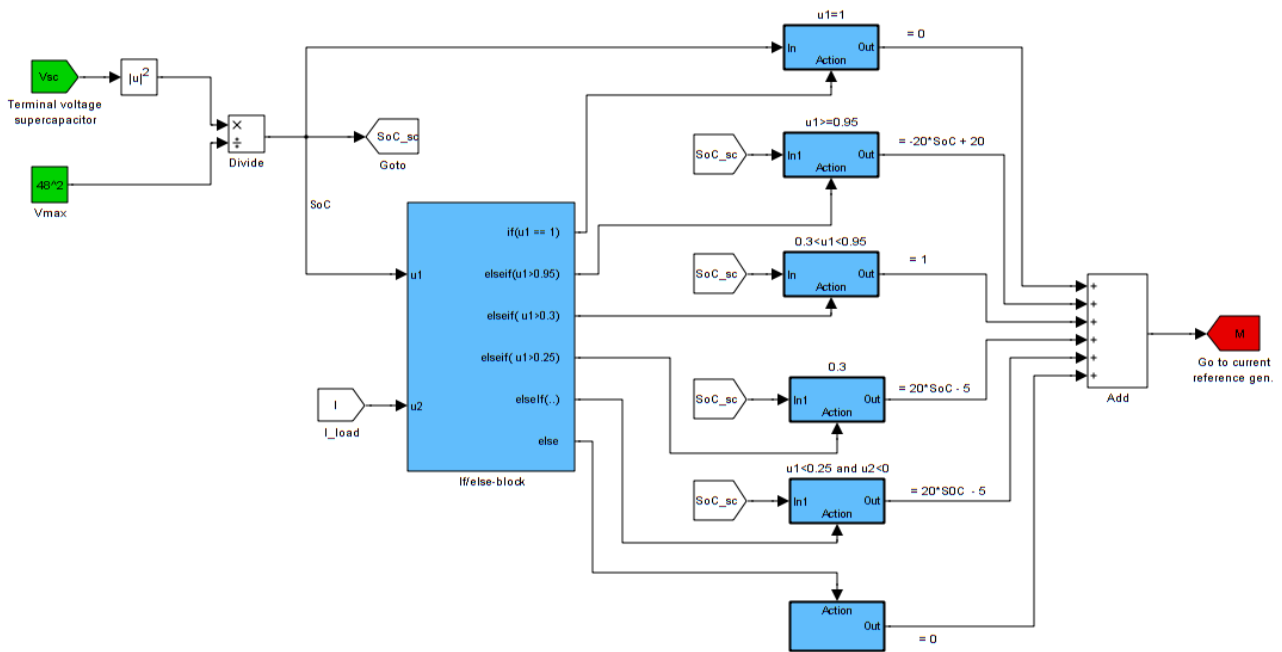 u1=1
In
Out
Action
= 0
Vsc
Terminal voltage
supercapacitor
|u|²
×
÷
Divide
48^2
Vmax
SoC_sc
Goto
SoC
u1>=0.95
SoC_sc
In1
Out
Action
= -20*SoC + 20
0.3<u1<0.95
SoC_sc
In
Out
Action
= 1
u1
u2
if(u1 == 1)
elseif(u1>0.95)
elseif( u1>0.3)
elseif( u1>0.25)
elseIf(..)
else
If/else-block
I
I_load
0.3
SoC_sc
In1
Out
Action
= 20*SoC - 5
u1<0.25 and u2<0
SoC_sc
In1
Out
Action
= 20*SOC - 5
Action
Out
= 0
+
+
+
+
+
+
Add
M
Go to current
reference gen.